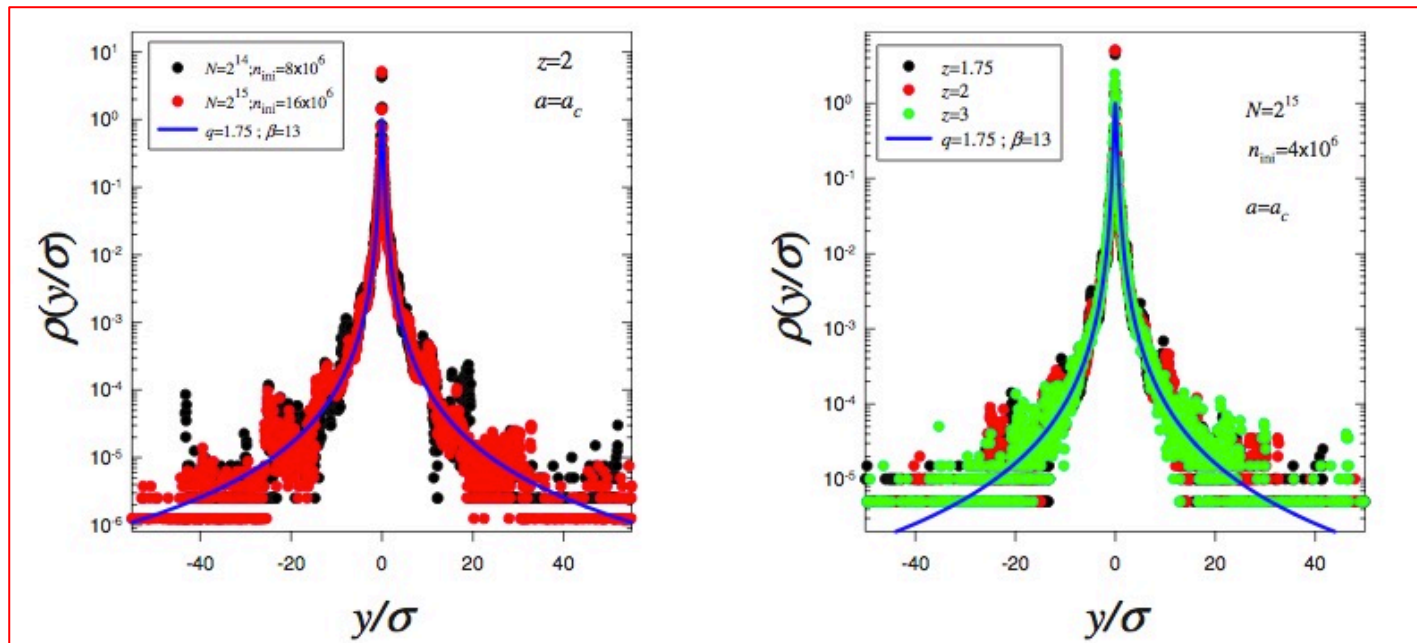 N=2^14;n_ini=8x10^6
N=2^15;n_ini=16x10^6
q=1.75 ; β=13
z=2
a=a_c
10^1
10^0
10^-1
10^-2
10^-3
10^-4
10^-5
10^-6
ρ(y/σ)
-40 -20 0 20 40
y/σ
z=1.75
z=2
z=3
q=1.75 ; β=13
N=2^15
n_ini=4x10^6
a=a_c
10^0
10^-1
10^-2
10^-3
10^-4
10^-5
ρ(y/σ)
-40 -20 0 20 40
y/σ